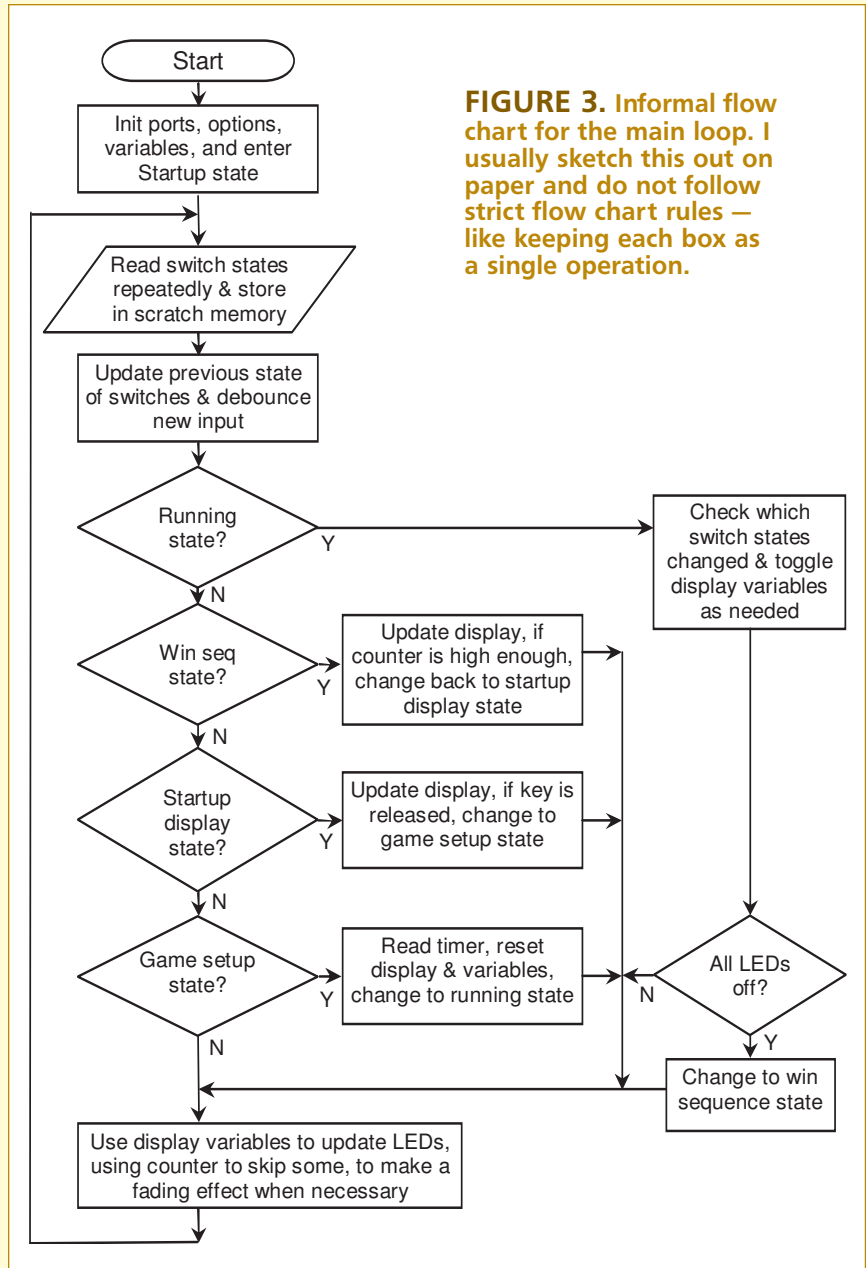 Start
FIGURE 3. Informal flow
chart for the main loop. I
usually sketch this out on
paper and do not follow
strict flow chart rules —
like keeping each box as
a single operation.
Init ports, options,
variables, and enter
Startup state
Read switch states
repeatedly & store
in scratch memory
Update previous state
of switches & debounce
new input
Running
state?
Y
N
Check which
switch states
changed & toggle
display variables
as needed
Win seq
state?
Y
N
Update display, if
counter is high enough,
change back to startup
display state
Startup
display
state?
Y
N
Update display, if key is
released, change to
game setup state
Game setup
state?
Y
N
Read timer, reset
display & variables,
change to running state
All LEDs
off?
N
Y
Change to win
sequence state
Use display variables to update LEDs,
using counter to skip some, to make a
fading effect when necessary